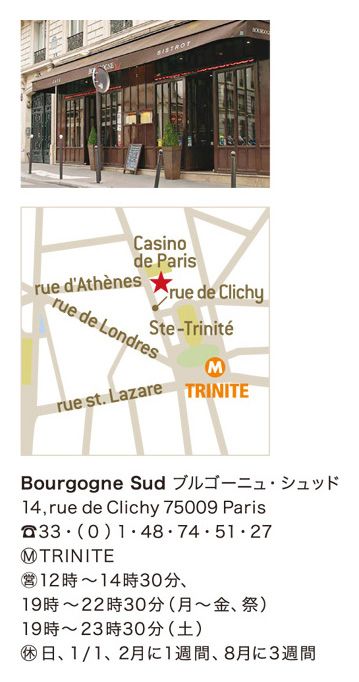 BOURGOGNE
BISTROT
Casino
de Paris
rue d'Athènes
rue de Clichy
rue de Londres
Ste-Trinité
M
TRINITE
rue st. Lazare
Bourgogne Sud ブルゴーニュ・シュッド
14, rue de Clichy 75009 Paris
☎33・( 0 ) 1・48・74・51・27
ⓂTRINITE
㊢12時～14時30分、
19時～22時30分（月～金、祭）
19時～23時30分（土）
㊡日、1/1、2月に1週間、8月に3週間